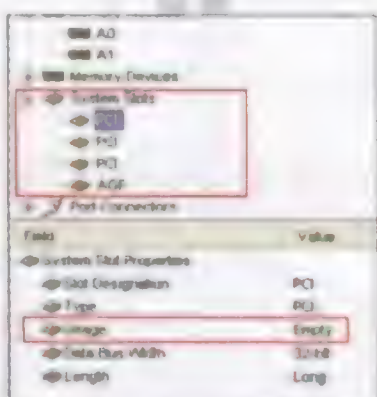 A0
A1
Memory Devices
System Slots
PCI
PCI
PCI
AGP
Port Connectors
Field Value
System Slot Properties
Slot Designation PCI
Type PCI
Usage Empty
Data Bus Width 32-bit
Length Long